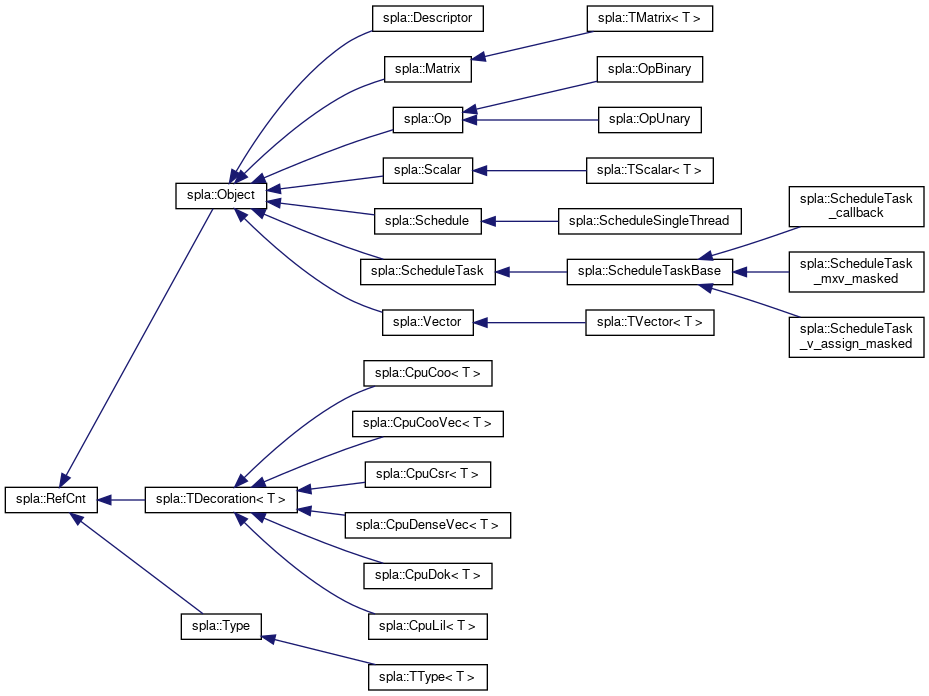 spla::Descriptor
spla::TMatrix< T >
spla::Matrix
spla::OpBinary
spla::Op
spla::OpUnary
spla::Scalar
spla::TScalar< T >
spla::Object
spla::Schedule
spla::ScheduleSingleThread
spla::ScheduleTask
_callback
spla::ScheduleTask
spla::ScheduleTaskBase
spla::ScheduleTask
_mxv_masked
spla::Vector
spla::TVector< T >
spla::ScheduleTask
_v_assign_masked
spla::CpuCoo< T >
spla::CpuCooVec< T >
spla::CpuCsr< T >
spla::RefCnt
spla::TDecoration< T >
spla::CpuDenseVec< T >
spla::CpuDok< T >
spla::Type
spla::CpuLil< T >
spla::TType< T >